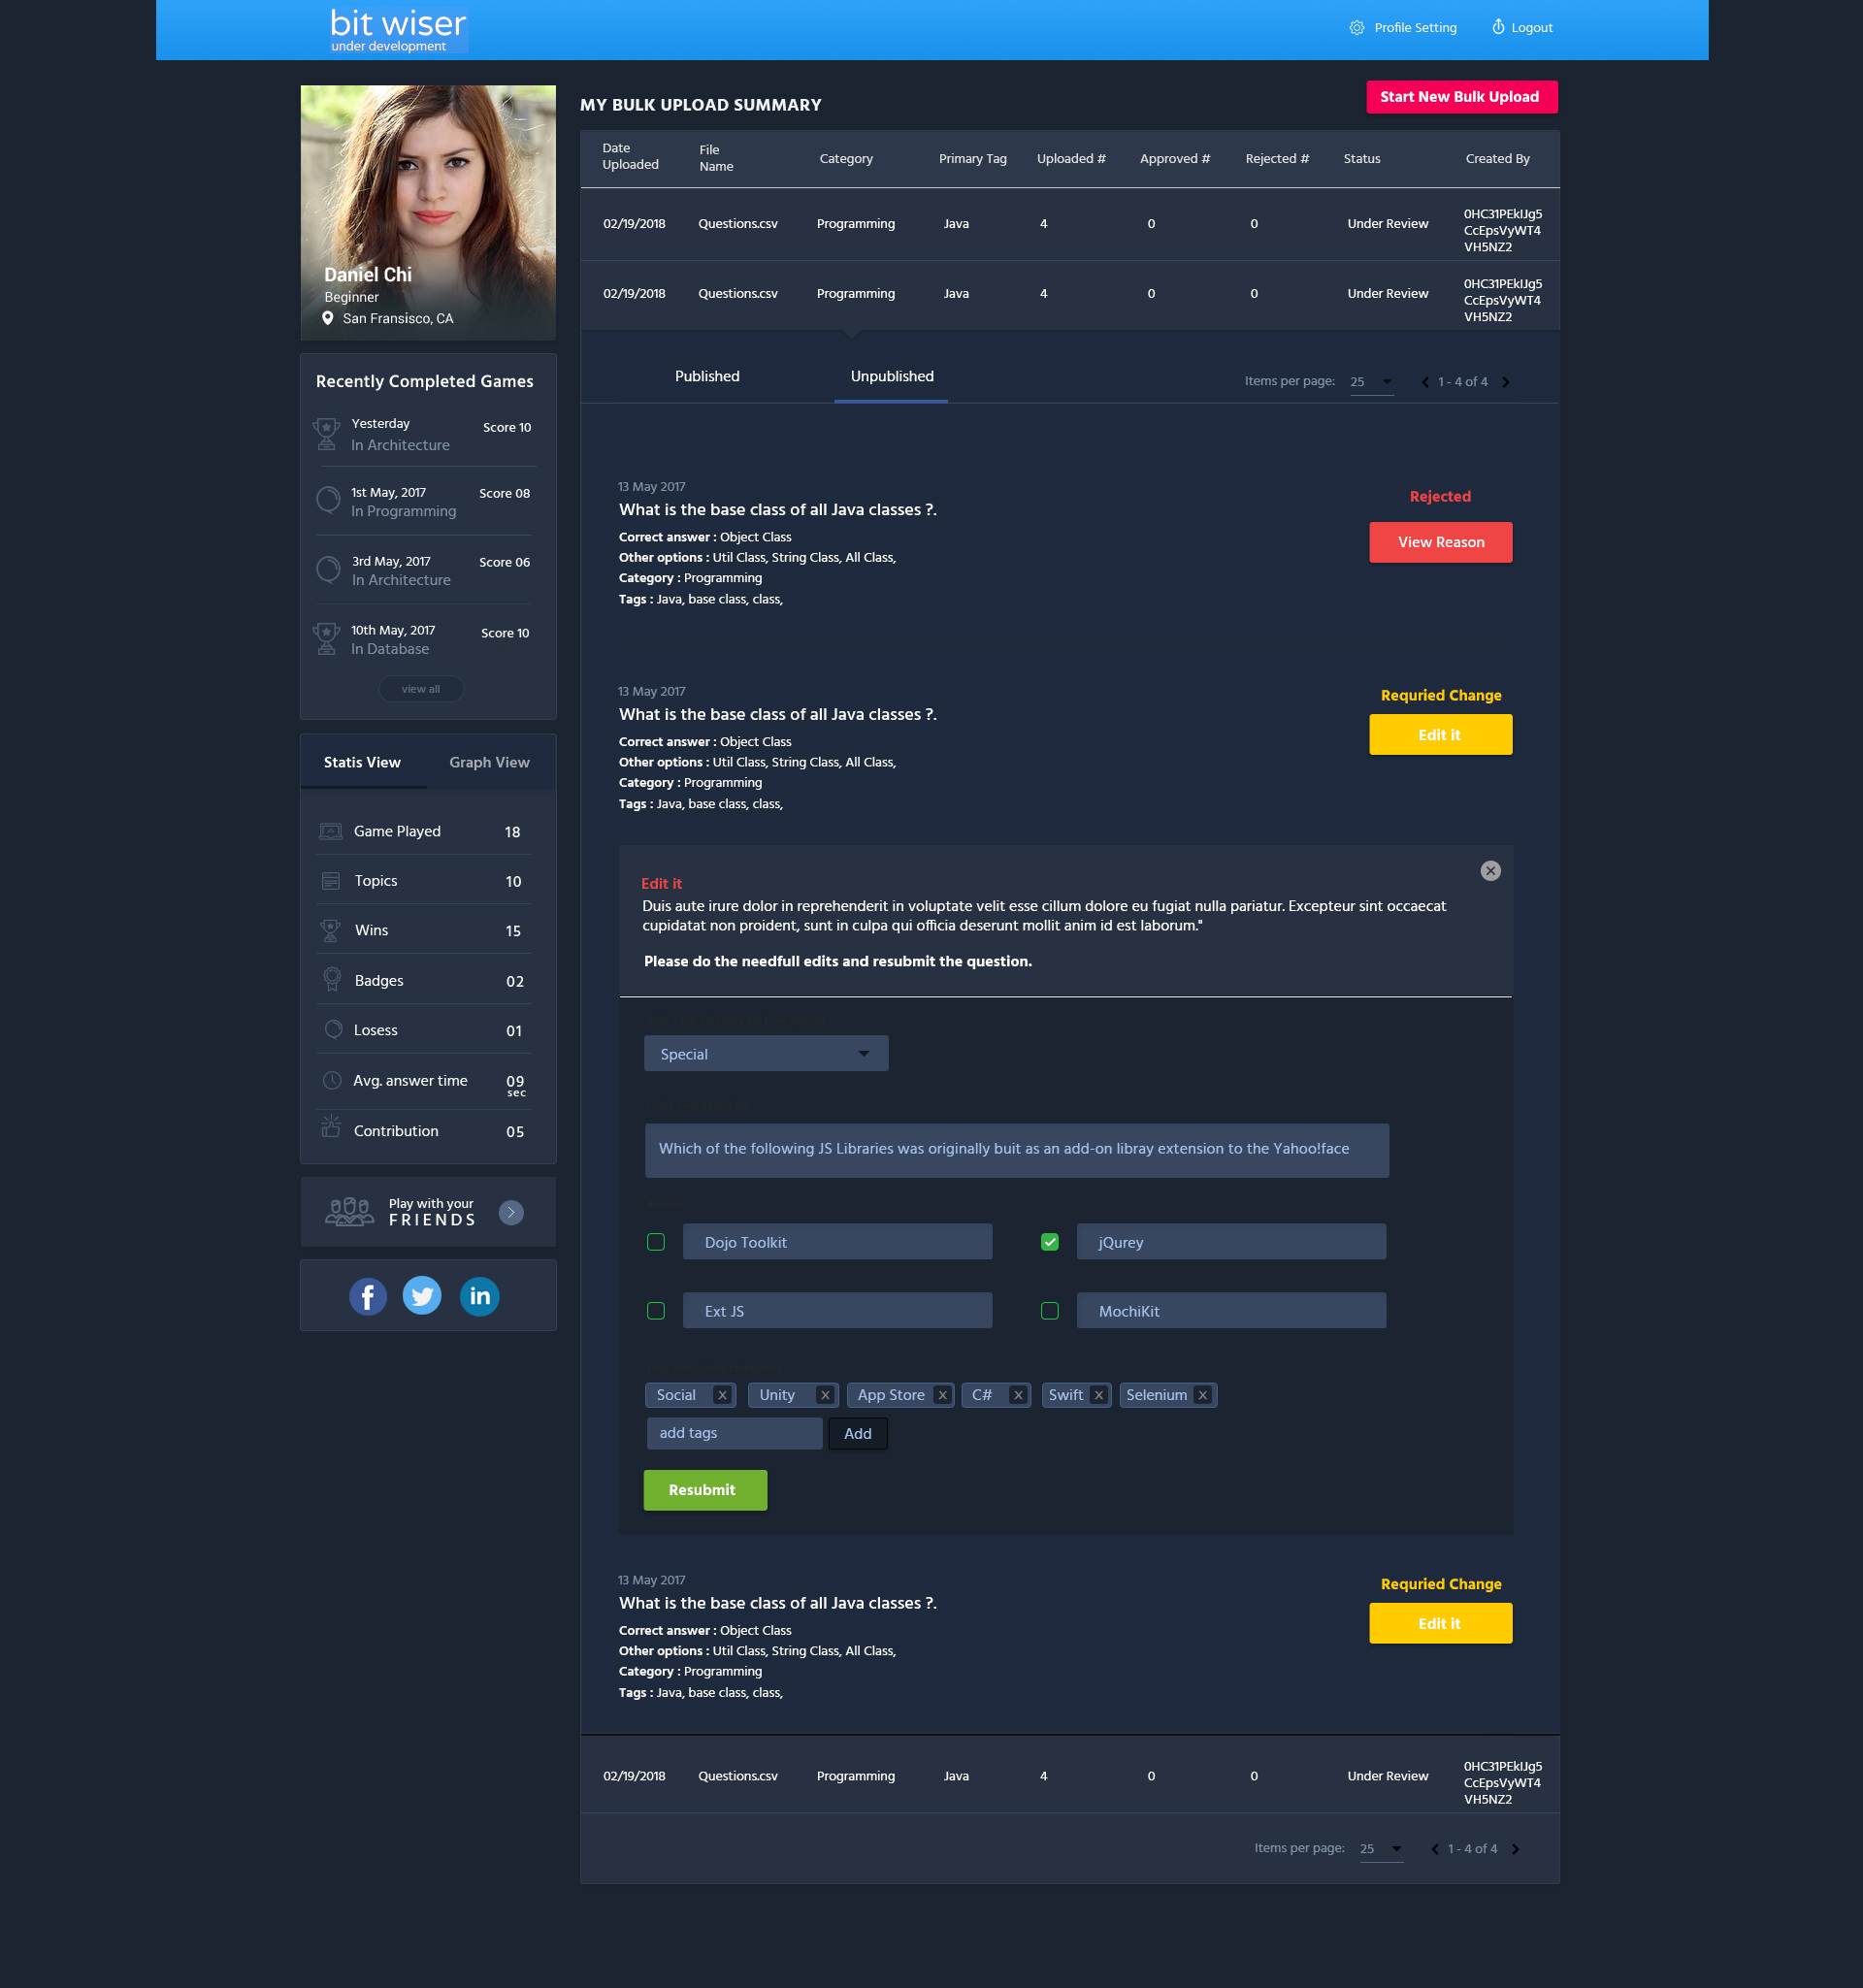 bit wiser
under development
Profile Setting
Logout
Daniel Chi
Beginner
San Fransisco, CA
Recently Completed Games
Yesterday
In Architecture
Score 10
1st May, 2017
In Programming
Score 08
3rd May, 2017
In Architecture
Score 06
10th May, 2017
In Database
Score 10
view all
Statis View
Graph View
Game Played 18
Topics 10
Wins 15
Badges 02
Losess 01
Avg. answer time 09
sec
Contribution 05
Play with your
FRIENDS
MY BULK UPLOAD SUMMARY
Start New Bulk Upload
Date
Uploaded
File
Name
Category
Primary Tag
Uploaded #
Approved #
Rejected #
Status
Created By
02/19/2018 Questions.csv Programming Java 4 0 0 Under Review
0HC31PEkIJg5
CcEpsVyWT4
VH5NZ2
02/19/2018 Questions.csv Programming Java 4 0 0 Under Review
0HC31PEkIJg5
CcEpsVyWT4
VH5NZ2
Published
Unpublished
Items per page: 25 1 - 4 of 4
13 May 2017
What is the base class of all Java classes ?.
Correct answer : Object Class
Other options : Util Class, String Class, All Class,
Category : Programming
Tags : Java, base class, class,
Rejected
View Reason
13 May 2017
What is the base class of all Java classes ?.
Correct answer : Object Class
Other options : Util Class, String Class, All Class,
Category : Programming
Tags : Java, base class, class,
Requried Change
Edit it
Edit it
Duis aute irure dolor in reprehenderit in voluptate velit esse cillum dolore eu fugiat nulla pariatur. Excepteur sint occaecat
cupidatat non proident, sunt in culpa qui officia deserunt mollit anim id est laborum."
Please do the needfull edits and resubmit the question.
Special
Which of the following JS Libraries was originally buit as an add-on libray extension to the Yahoo!face
Dojo Toolkit
jQurey
Ext JS
MochiKit
Social X
Unity X
App Store X
C# X
Swift X
Selenium X
add tags
Add
Resubmit
13 May 2017
What is the base class of all Java classes ?.
Correct answer : Object Class
Other options : Util Class, String Class, All Class,
Category : Programming
Tags : Java, base class, class,
Requried Change
Edit it
02/19/2018 Questions.csv Programming Java 4 0 0 Under Review
0HC31PEkIJg5
CcEpsVyWT4
VH5NZ2
Items per page: 25 1 - 4 of 4